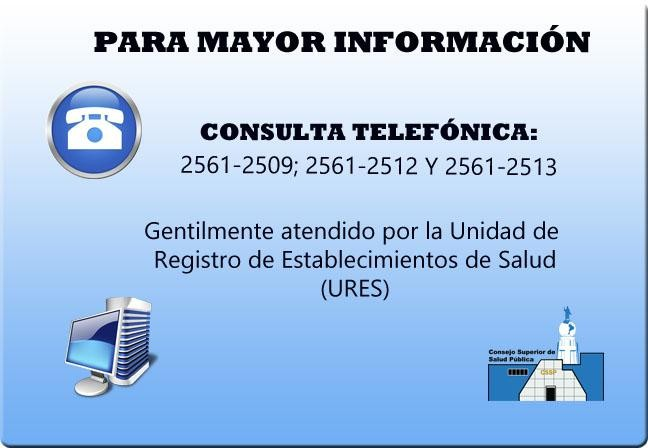 PARA MAYOR INFORMACIÓN
CONSULTA TELEFÓNICA:
2561-2509; 2561-2512 Y 2561-2513
Gentilmente atendido por la Unidad de
Registro de Establecimientos de Salud
(URES)
Consejo Superior de
Salud Pública
CSSP